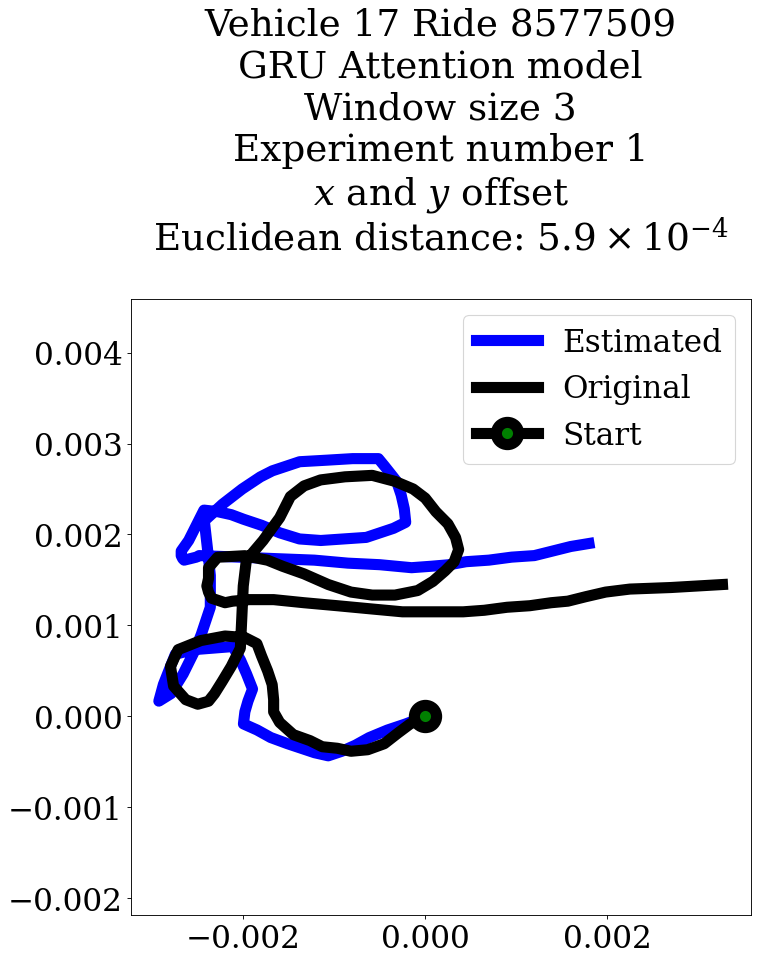 Vehicle 17 Ride 8577509
GRU Attention model
Window size 3
Experiment number 1
x and y offset
Euclidean distance: 5.9 × 10⁻⁴
Estimated
Original
Start
0.004
0.003
0.002
0.001
0.000
−0.001
−0.002
−0.002 0.000 0.002